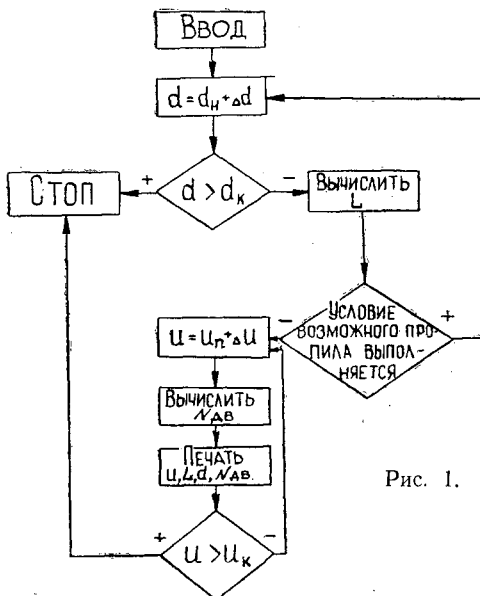 ВВОД
d = dн + Δd
+
d > dк
-
СТОП
ВЫЧИСЛИТЬ
L
УСЛОВИЕ
ВОЗМОЖНОГО ПРО-
ПИЛА ВЫПОЛ-
НЯЕТСЯ
-
+
u = uп + Δu
ВЫЧИСЛИТЬ
Nдв
ПЕЧАТЬ
u, L, d, Nдв.
Рис. 1.
+
u > uк
-